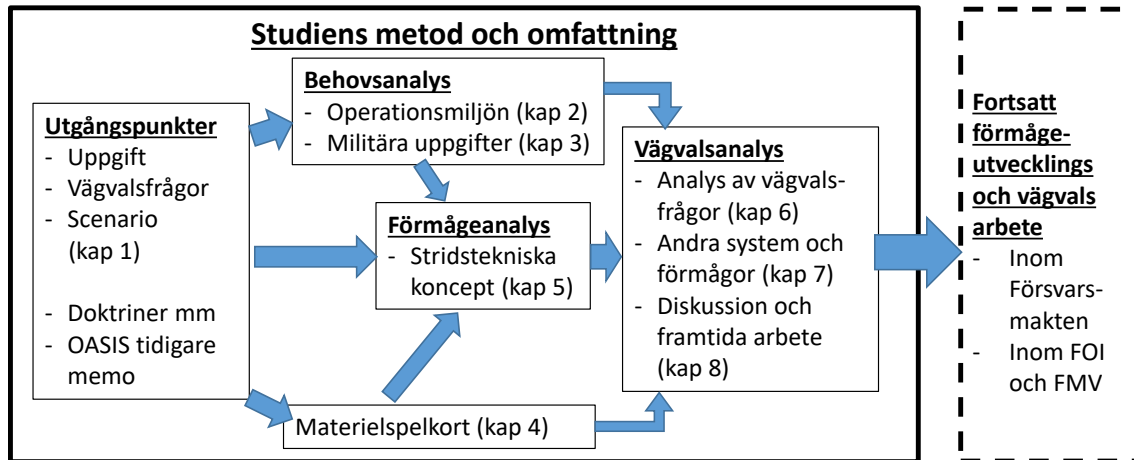 Studiens metod och omfattning
Utgångspunkter
- Uppgift
- Vägvalsfrågor
- Scenario
(kap 1)
- Doktriner mm
- OASIS tidigare
memo
Behovsanalys
- Operationsmiljön (kap 2)
- Militära uppgifter (kap 3)
Förmågeanalys
- Stridstekniska
koncept (kap 5)
Materielspelkort (kap 4)
Vägvalsanalys
- Analys av vägvals-
frågor (kap 6)
- Andra system och
förmågor (kap 7)
- Diskussion och
framtida arbete
(kap 8)
Fortsatt
förmåge-
utvecklings
och vägvals
arbete
- Inom
Försvars-
makten
- Inom FOI
och FMV